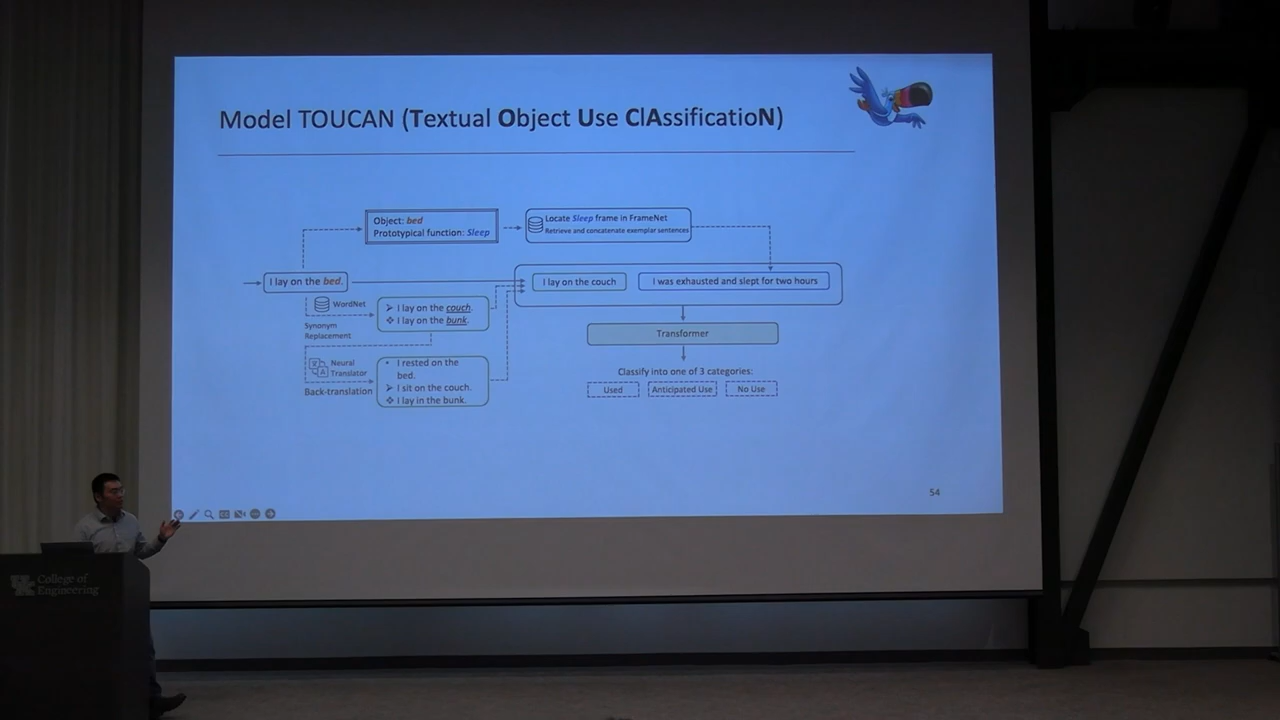 Model TOUCAN (Textual Object Use ClAssificatioN)
Object: bed
Prototypical function: Sleep
Locate Sleep frame in FrameNet
Retrieve and concatenate exemplar sentences
I lay on the bed.
I lay on the couch
I was exhausted and slept for two hours
WordNet
Synonym
Replacement
➢ I lay on the couch.
❖ I lay on the bunk.
Transformer
Neural
Translator
Back-translation
• I rested on the
bed.
➢ I sit on the couch.
❖ I lay in the bunk.
Classify into one of 3 categories:
Used
Anticipated Use
No Use
54
College of
Engineering